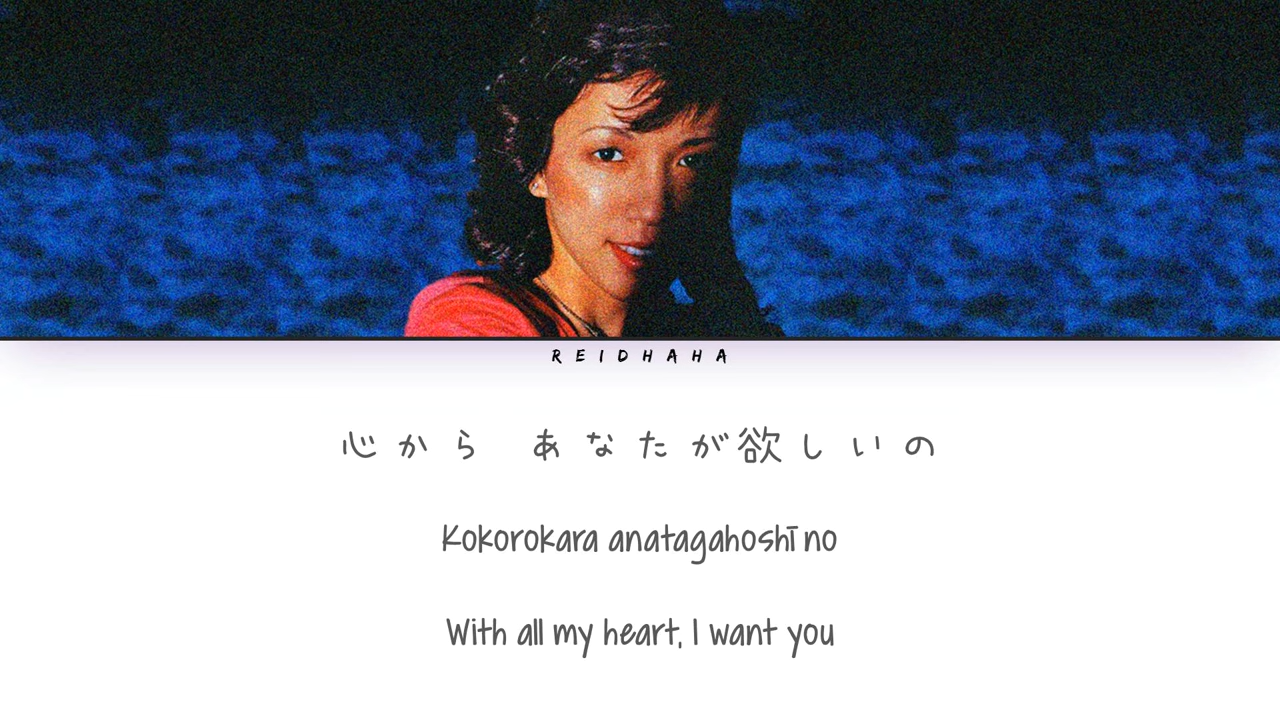 REIDHAHA
心から あなたが欲しいの
Kokorokara anatagahoshī no
With all my heart, I want you